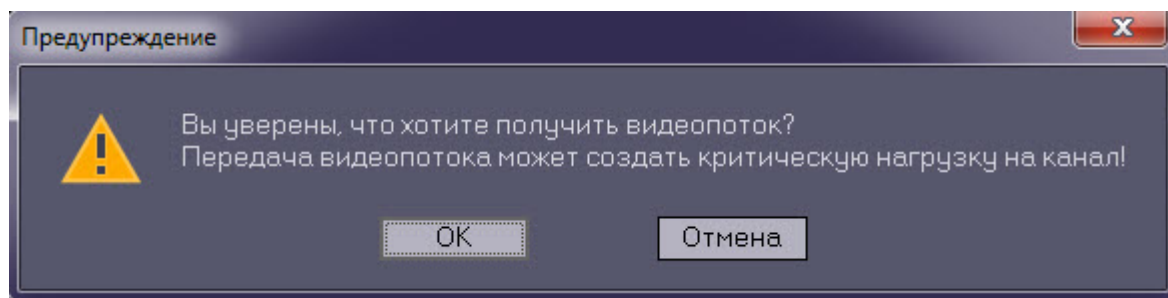 Предупреждение
Вы уверены, что хотите получить видеопоток?
Передача видеопотока может создать критическую нагрузку на канал!
OK
Отмена